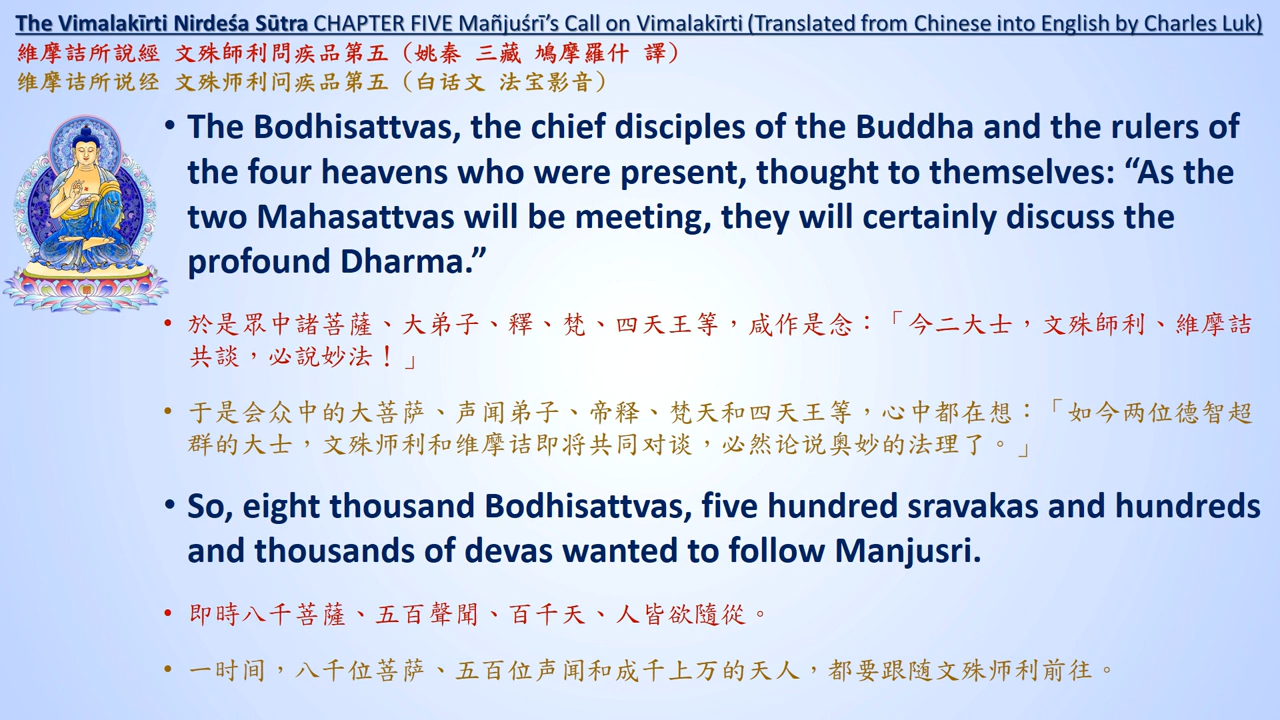 The Vimalakīrti Nirdeśa Sūtra CHAPTER FIVE Mañjuśrī’s Call on Vimalakīrti (Translated from Chinese into English by Charles Luk)
維摩詰所說經 文殊師利問疾品第五（姚秦 三藏 鳩摩羅什 譯）
维摩诘所说经 文殊师利问疾品第五（白话文 法宝影音）
• The Bodhisattvas, the chief disciples of the Buddha and the rulers of
the four heavens who were present, thought to themselves: “As the
two Mahasattvas will be meeting, they will certainly discuss the
profound Dharma.”
• 於是眾中諸菩薩、大弟子、釋、梵、四天王等，咸作是念：「今二大士，文殊師利、維摩詰
共談，必說妙法！」
• 于是会众中的大菩萨、声闻弟子、帝释、梵天和四天王等，心中都在想：「如今两位德智超
群的大士，文殊师利和维摩诘即将共同对谈，必然论说奥妙的法理了。」
• So, eight thousand Bodhisattvas, five hundred sravakas and hundreds
and thousands of devas wanted to follow Manjusri.
• 即時八千菩薩、五百聲聞、百千天、人皆欲隨從。
• 一时间，八千位菩萨、五百位声闻和成千上万的天人，都要跟随文殊师利前往。